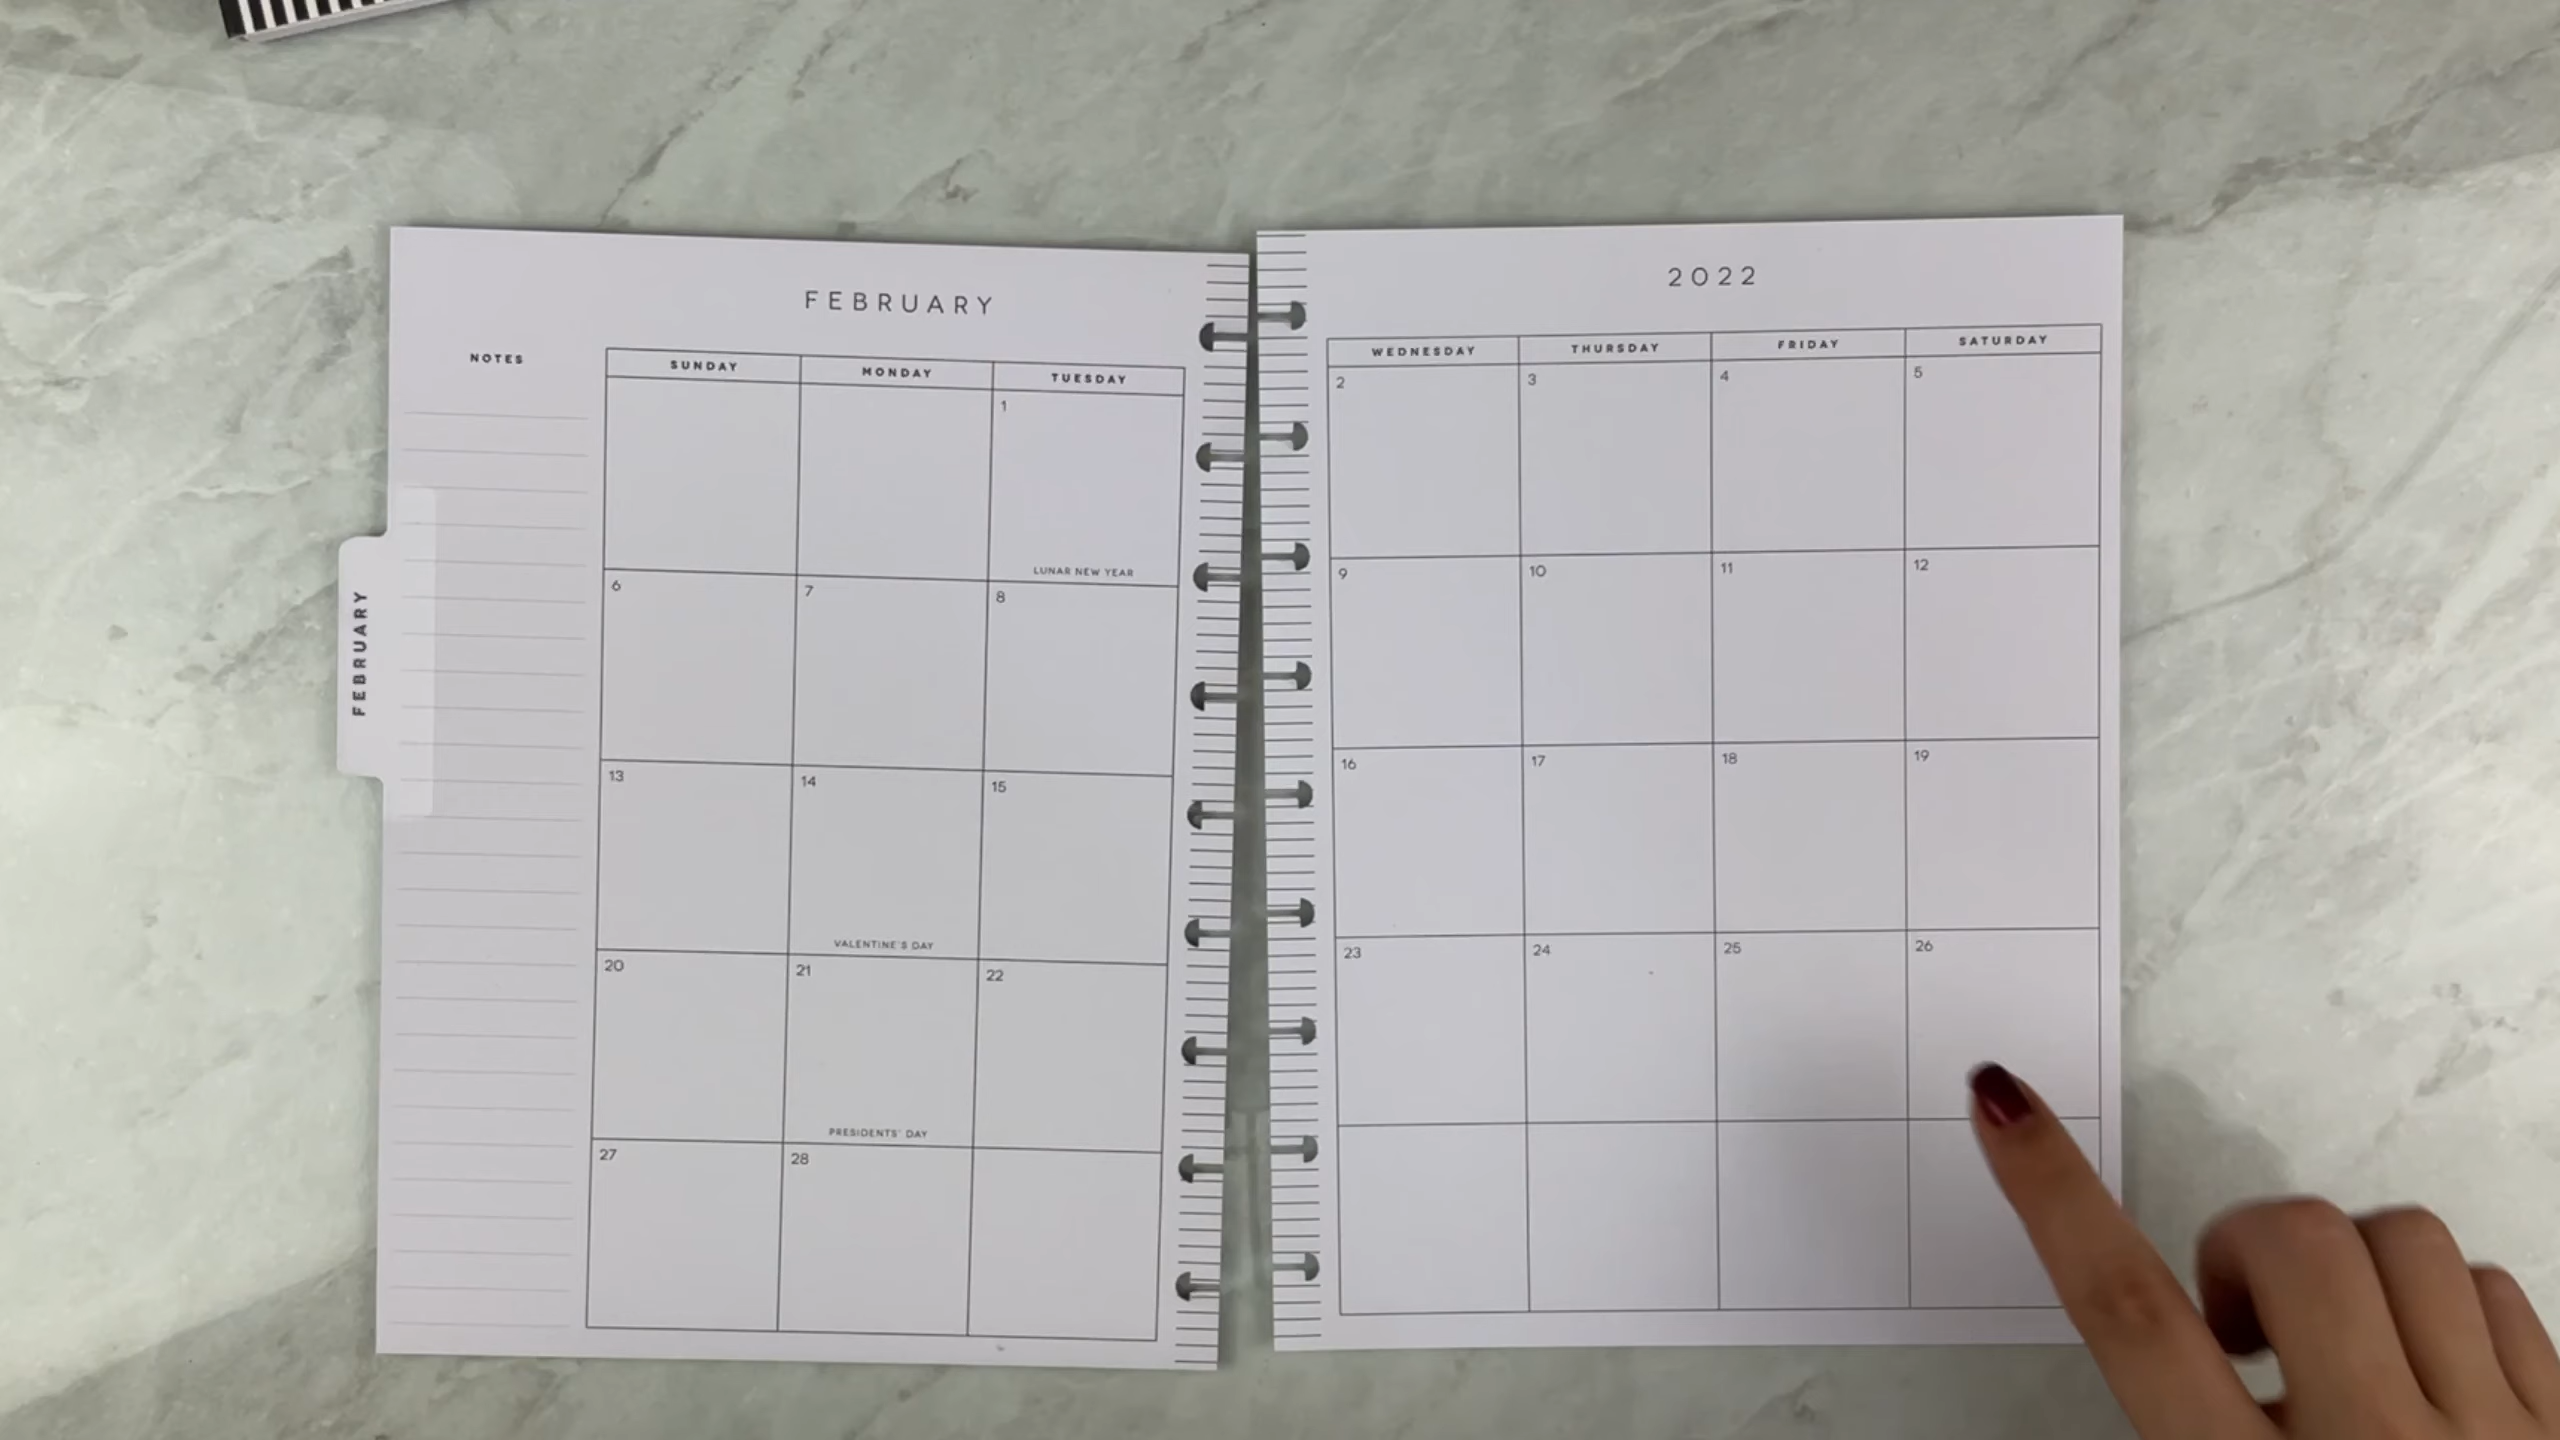 FEBRUARY
2022
NOTES
SUNDAY MONDAY TUESDAY WEDNESDAY THURSDAY FRIDAY SATURDAY
1 2 3 4 5
LUNAR NEW YEAR
6 7 8 9 10 11 12
13 14 15 16 17 18 19
VALENTINE'S DAY
20 21 22 23 24 25 26
PRESIDENTS' DAY
27 28
FEBRUARY